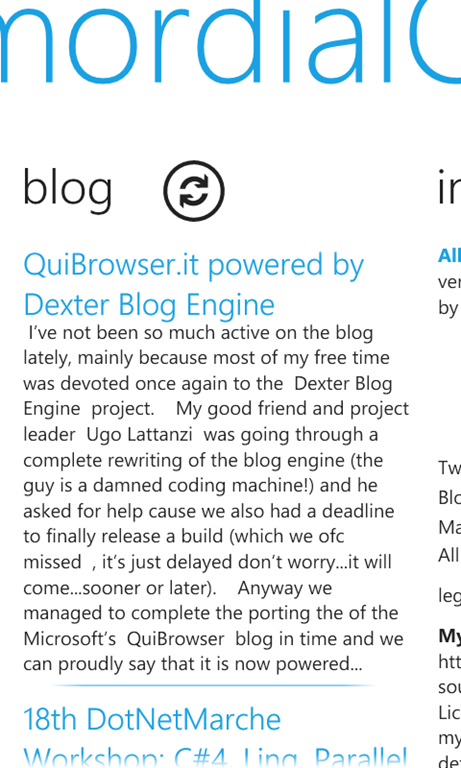 mordialC
blog
QuiBrowser.it powered by
Dexter Blog Engine
I've not been so much active on the blog
lately, mainly because most of my free time
was devoted once again to the  Dexter Blog
Engine  project.    My good friend and project
leader  Ugo Lattanzi  was going through a
complete rewriting of the blog engine (the
guy is a damned coding machine!) and he
asked for help cause we also had a deadline
to finally release a build (which we ofc
missed  , it's just delayed don't worry...it will
come...sooner or later).    Anyway we
managed to complete the porting the of the
Microsoft's  QuiBrowser  blog in time and we
can proudly say that it is now powered...
18th DotNetMarche
Workshop: C#4, Linq, Parallel
in
All
ver
by
Tw
Blo
Ma
All
leg
My
htt
sou
Lic
my
de